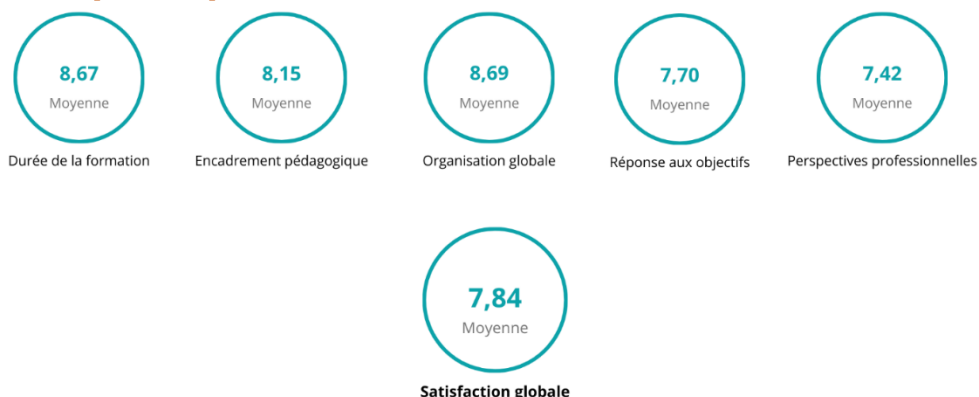 8,67
Moyenne
Durée de la formation
8,15
Moyenne
Encadrement pédagogique
8,69
Moyenne
Organisation globale
7,70
Moyenne
Réponse aux objectifs
7,42
Moyenne
Perspectives professionnelles
7,84
Moyenne
Satisfaction globale